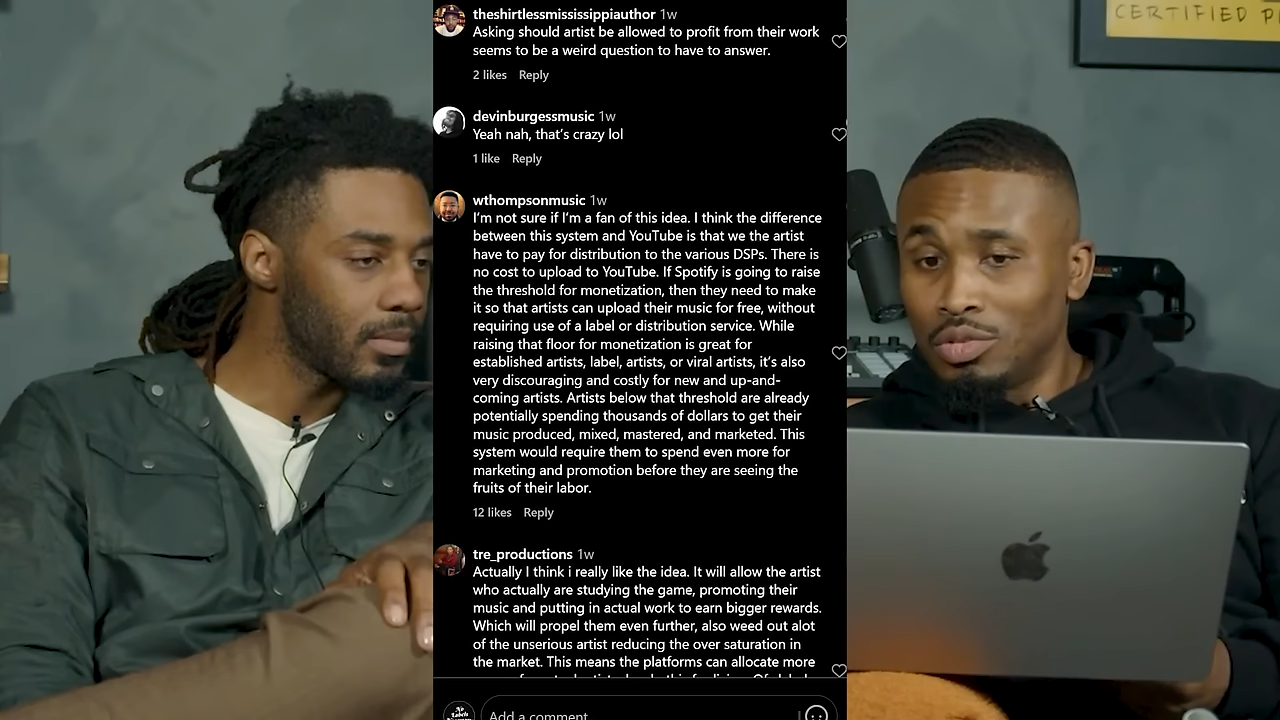 theshirtlessmississippiauthor 1w
Asking should artist be allowed to profit from their work
seems to be a weird question to have to answer.
2 likes Reply
devinburgessmusic 1w
Yeah nah, that's crazy lol
1 like Reply
wthompsonmusic 1w
I'm not sure if I'm a fan of this idea. I think the difference
between this system and YouTube is that we the artist
have to pay for distribution to the various DSPs. There is
no cost to upload to YouTube. If Spotify is going to raise
the threshold for monetization, then they need to make
it so that artists can upload their music for free, without
requiring use of a label or distribution service. While
raising that floor for monetization is great for
established artists, label, artists, or viral artists, it's also
very discouraging and costly for new and up-and-
coming artists. Artists below that threshold are already
potentially spending thousands of dollars to get their
music produced, mixed, mastered, and marketed. This
system would require them to spend even more for
marketing and promotion before they are seeing the
fruits of their labor.
12 likes Reply
tre_productions 1w
Actually I think i really like the idea. It will allow the artist
who actually are studying the game, promoting their
music and putting in actual work to earn bigger rewards.
Which will propel them even further, also weed out alot
of the unserious artist reducing the over saturation in
the market. This means the platforms can allocate more
Add a comment
CERTIFIED